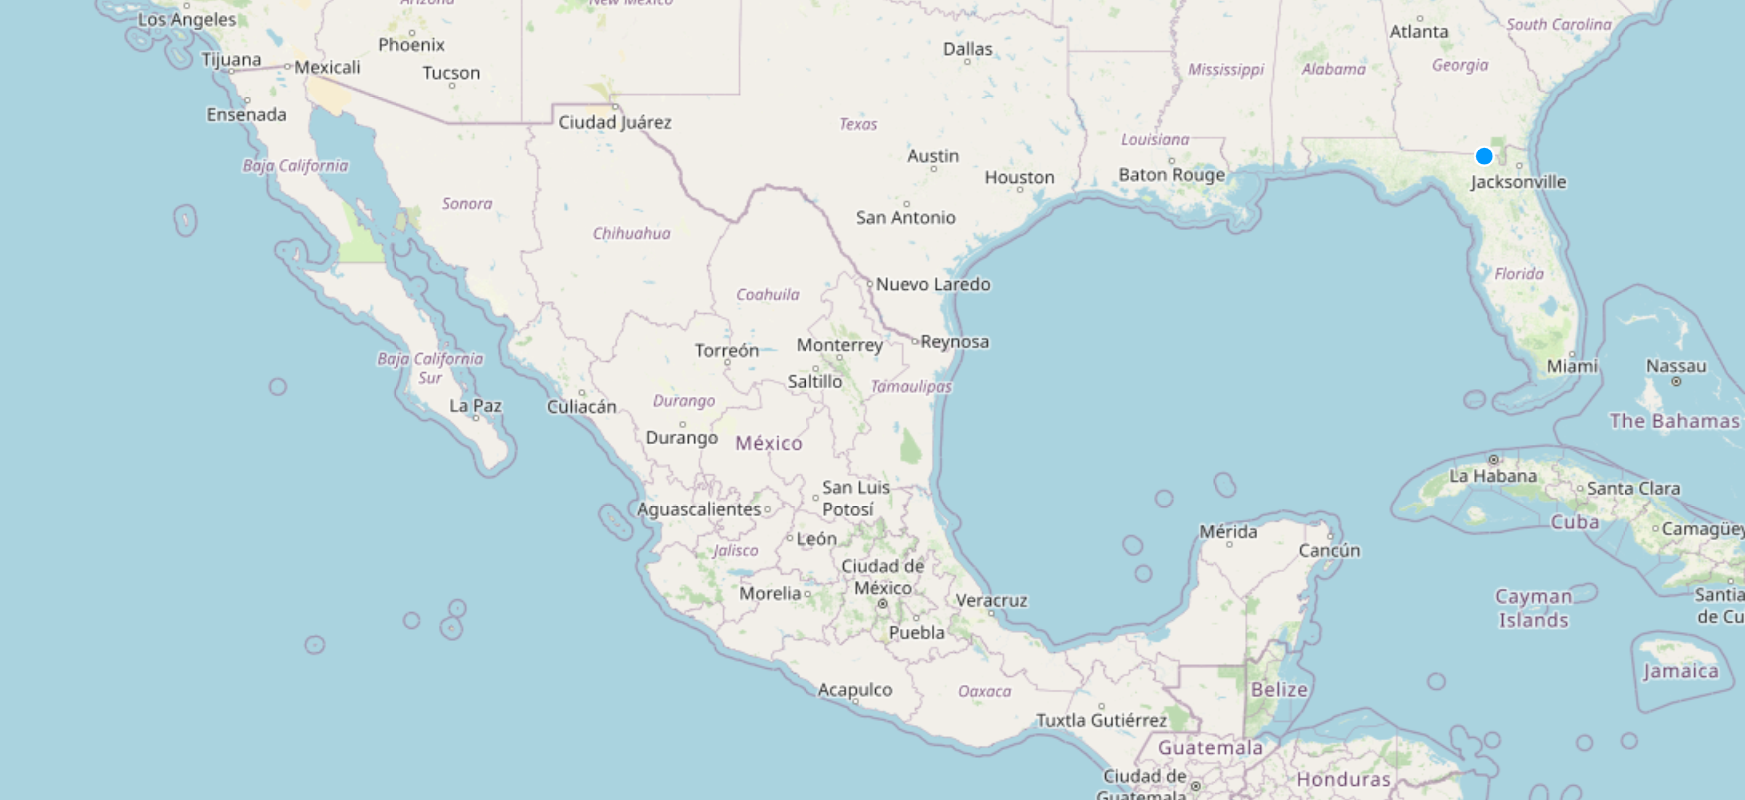 Arizona
New Mexico
Los Angeles
Phoenix
Dallas
Atlanta
South Carolina
Tijuana
Mexicali
Tucson
Mississippi
Alabama
Georgia
Ensenada
Ciudad Juárez
Texas
Louisiana
Baja California
Austin
Houston
Baton Rouge
Jacksonville
Sonora
San Antonio
Chihuahua
Florida
Nuevo Laredo
Coahuila
Torreón
Monterrey
Reynosa
Baja California
Sur
Saltillo
Tamaulipas
Miami
Nassau
La Paz
Culiacán
Durango
The Bahamas
Durango
México
La Habana
Santa Clara
San Luis
Potosí
Aguascalientes
Cuba
Camagüey
Mérida
León
Jalisco
Cancún
Ciudad de
México
Morelia
Veracruz
Cayman
Islands
Santia
de Cu
Puebla
Jamaica
Acapulco
Oaxaca
Belize
Tuxtla Gutiérrez
Guatemala
Ciudad de
Guatemala
Honduras